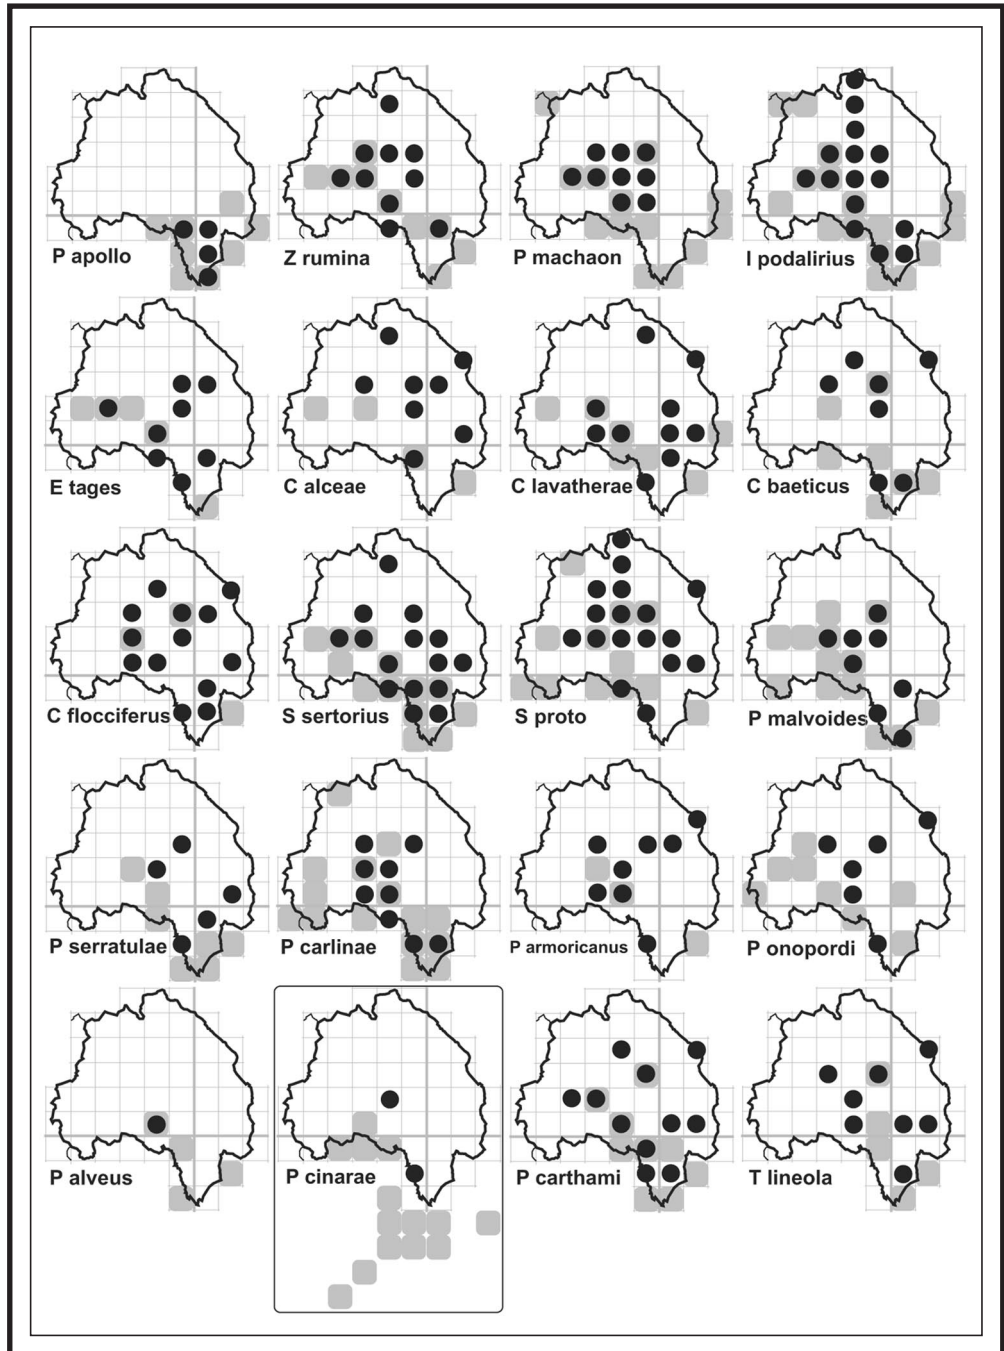 P apollo
Z rumina
P machaon
I podalirius
E tages
C alceae
C lavatherae
C baeticus
C flocciferus
S sertorius
S proto
P malvoides
P serratulae
P carlinae
P armoricanus
P onopordi
P alveus
P cinarae
P carthami
T lineola